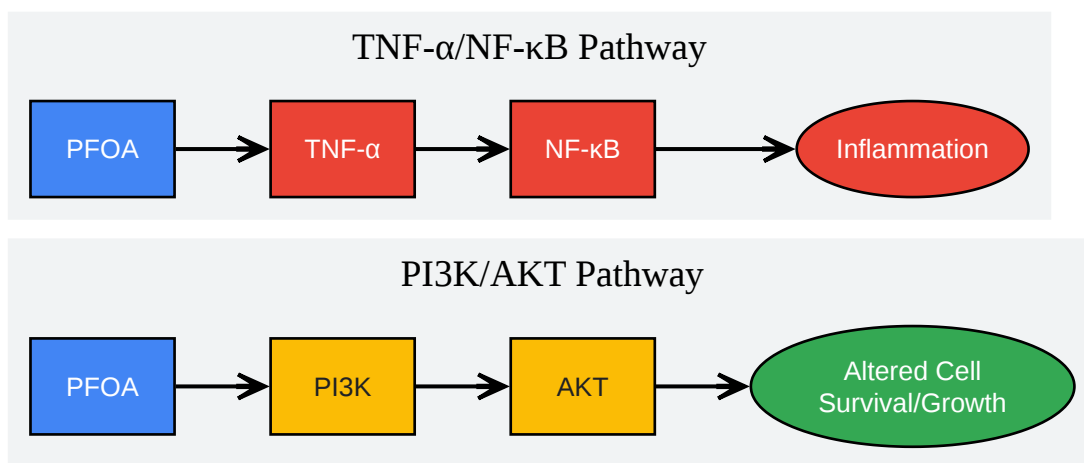 TNF-α/NF-κB Pathway
PFOA
TNF-α
NF-κB
Inflammation
PI3K/AKT Pathway
PFOA
PI3K
AKT
Altered Cell
Survival/Growth